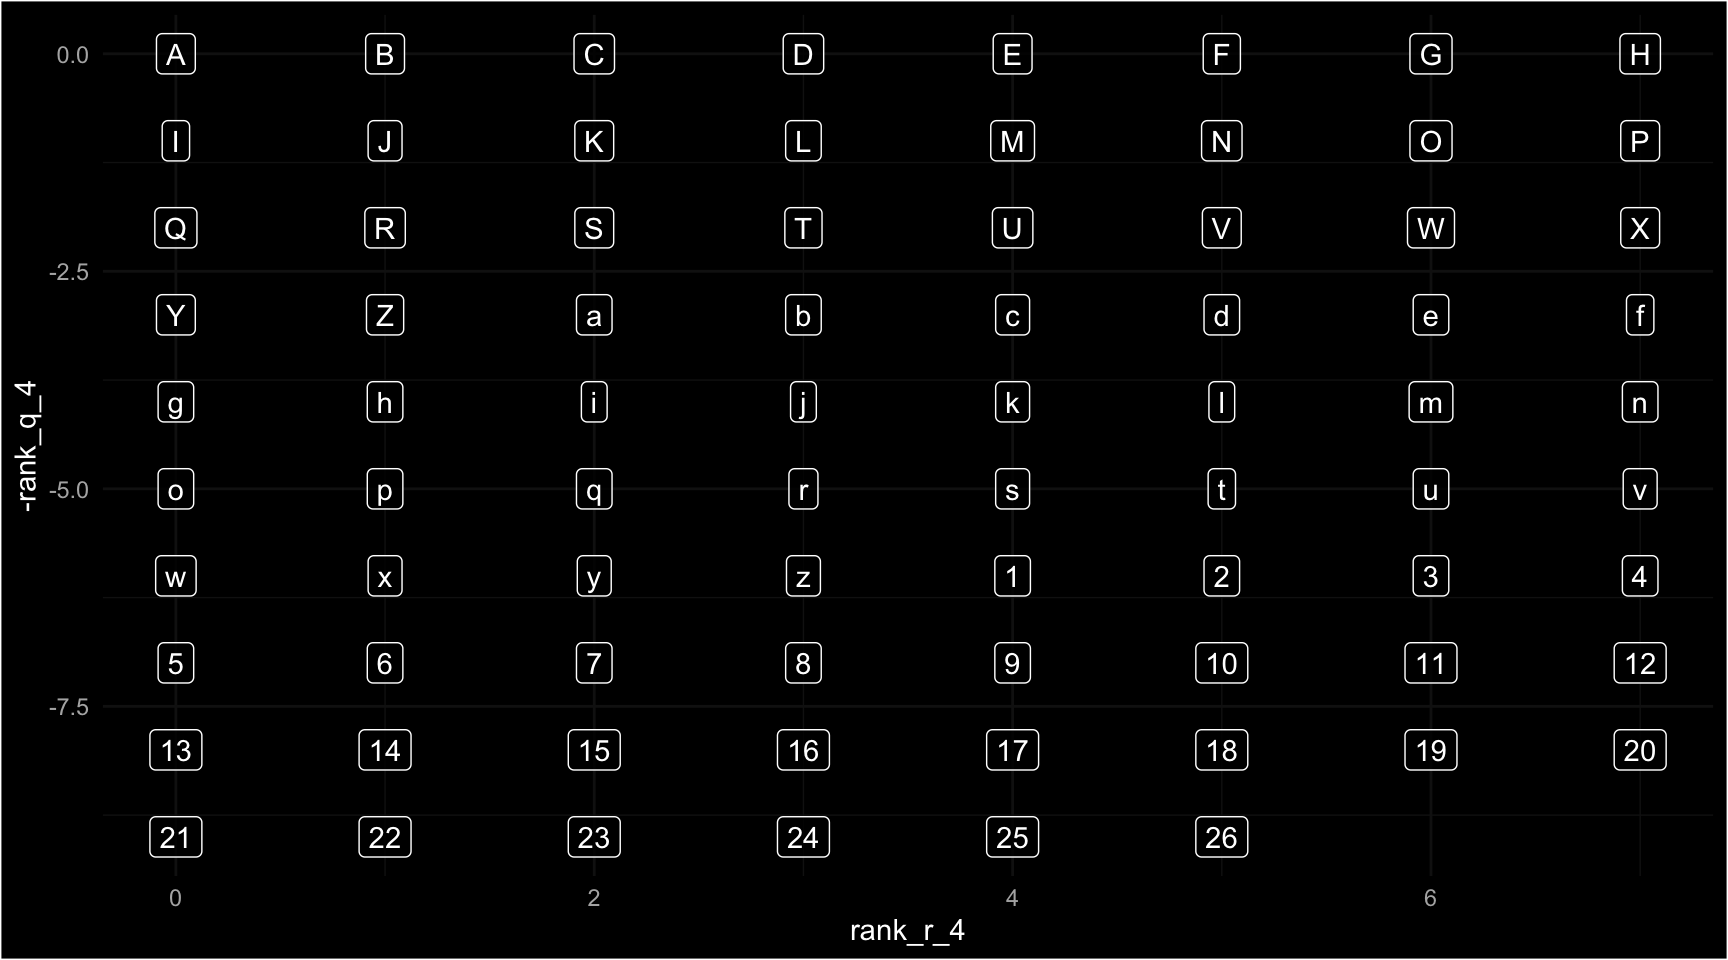 0.0 A B C D E F G H
I J K L M N O P
Q R S T U V W X
-2.5
Y Z a b c d e f
g h i j k l m n
-rank_q_4
-5.0 o p q r s t u v
w x y z 1 2 3 4
5 6 7 8 9 10 11 12
-7.5
13 14 15 16 17 18 19 20
21 22 23 24 25 26
0 2 4 6
rank_r_4